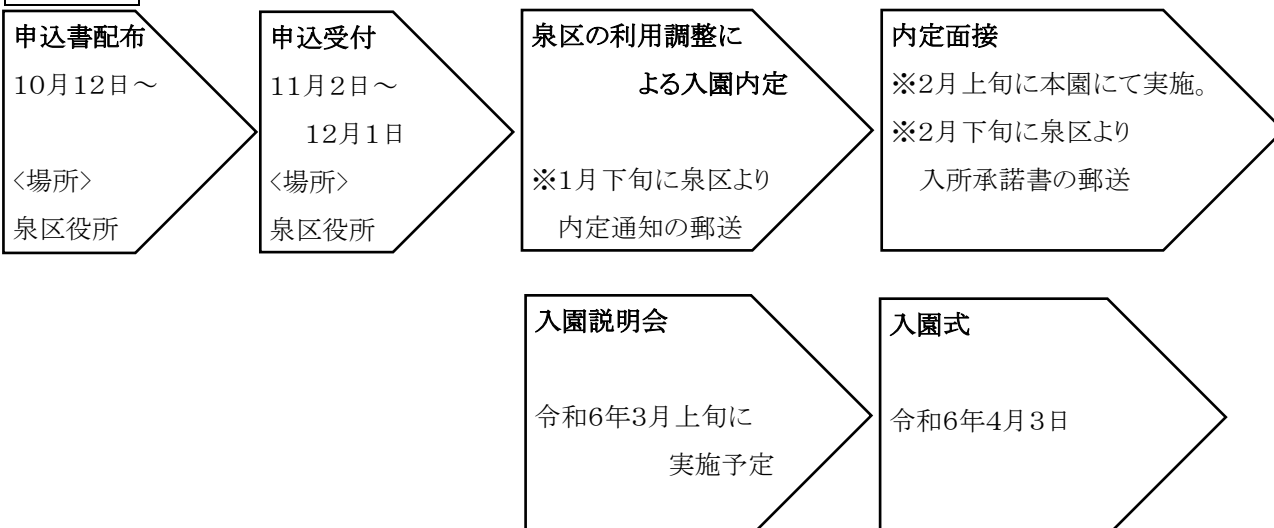 申込書配布
10月12日～
<場所>
泉区役所
申込受付
11月2日～
12月1日
<場所>
泉区役所
泉区の利用調整に
よる入園内定
※1月下旬に泉区より
内定通知の郵送
内定面接
※2月上旬に本園にて実施。
※2月下旬に泉区より
入所承諾書の郵送
入園説明会
令和6年3月上旬に
実施予定
入園式
令和6年4月3日